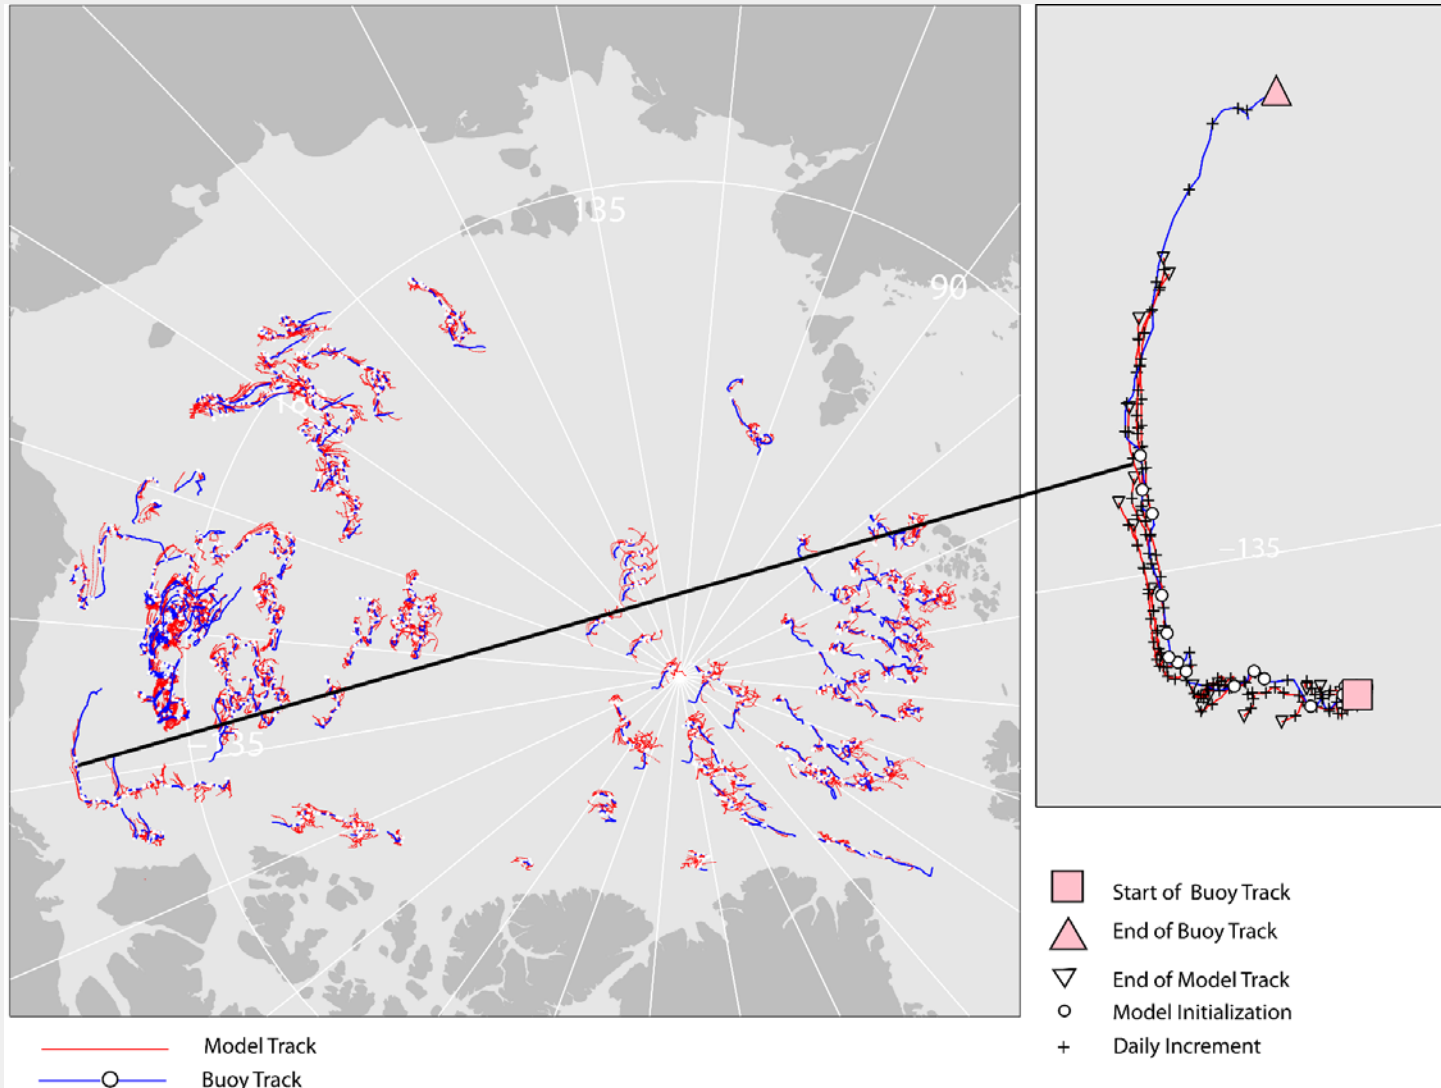 135
90
180
−135
−135
Start of Buoy Track
End of Buoy Track
End of Model Track
Model Initialization
Daily Increment
Model Track
Buoy Track